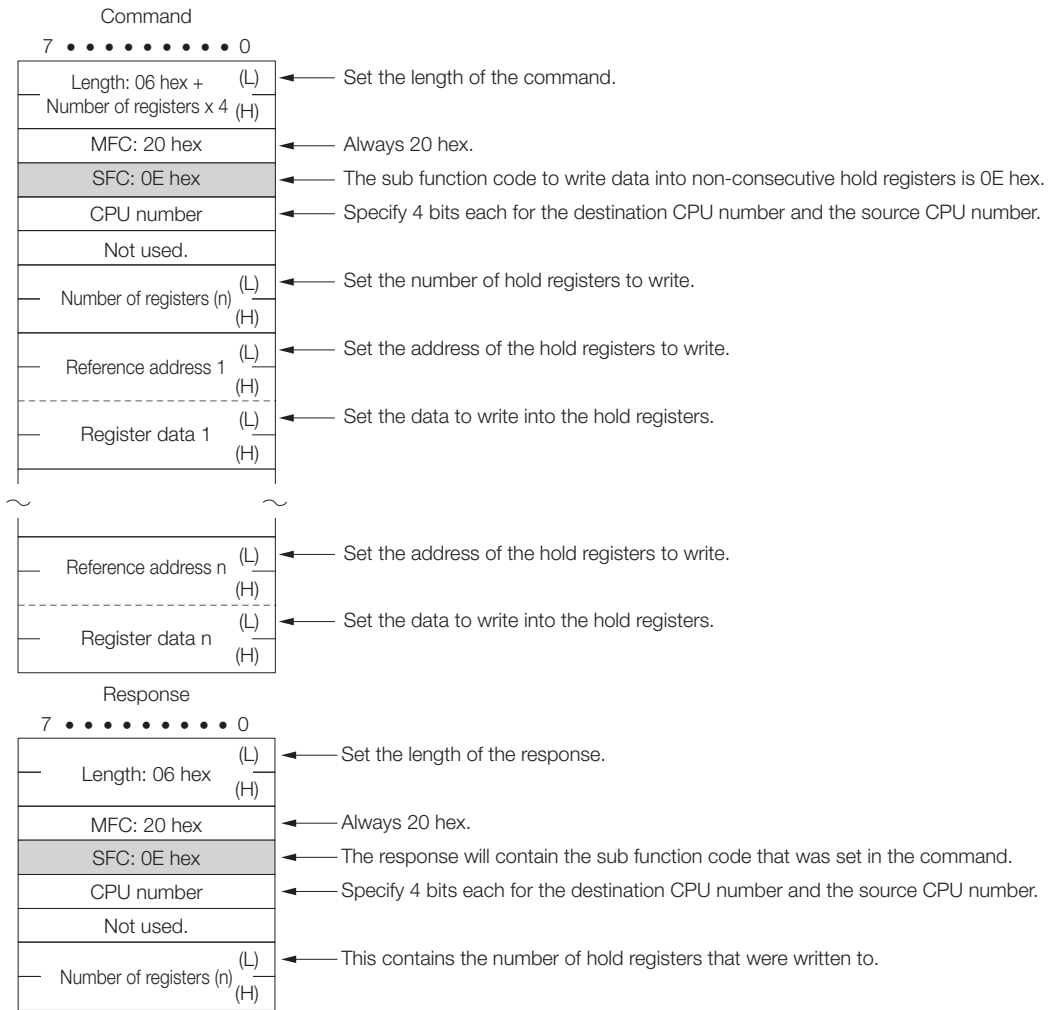 Command
7 • • • • • • • • • 0
Length: 06 hex + (L)
Number of registers x 4 (H)
Set the length of the command.
MFC: 20 hex
Always 20 hex.
SFC: 0E hex
The sub function code to write data into non-consecutive hold registers is 0E hex.
CPU number
Specify 4 bits each for the destination CPU number and the source CPU number.
Not used.
Number of registers (n) (L)
(H)
Set the number of hold registers to write.
Reference address 1 (L)
(H)
Set the address of the hold registers to write.
Register data 1 (L)
(H)
Set the data to write into the hold registers.
Reference address n (L)
(H)
Set the address of the hold registers to write.
Register data n (L)
(H)
Set the data to write into the hold registers.
Response
7 • • • • • • • • • 0
Length: 06 hex (L)
(H)
Set the length of the response.
MFC: 20 hex
Always 20 hex.
SFC: 0E hex
The response will contain the sub function code that was set in the command.
CPU number
Specify 4 bits each for the destination CPU number and the source CPU number.
Not used.
Number of registers (n) (L)
(H)
This contains the number of hold registers that were written to.